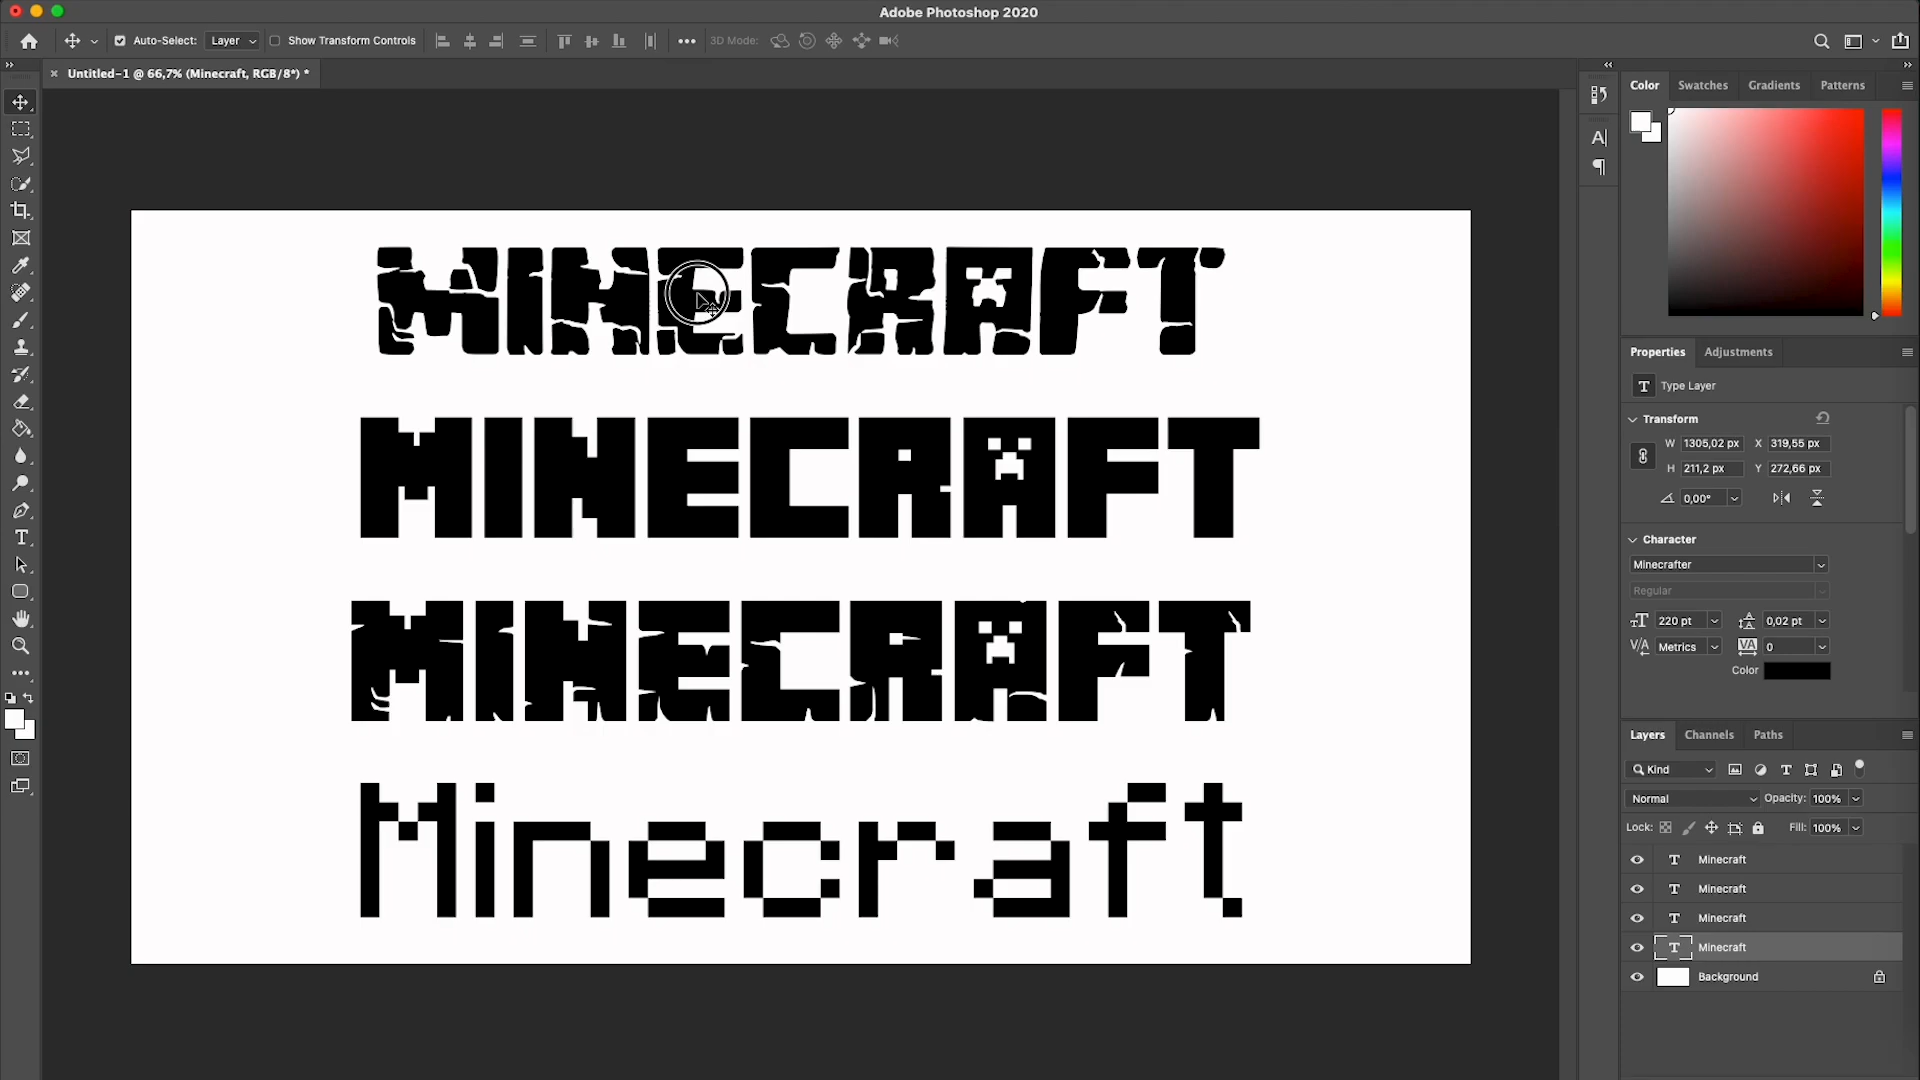 Adobe Photoshop 2020
Auto-Select: Layer Show Transform Controls 3D Mode:
Untitled-1 @ 66,7% (Minecraft, RGB/8*) *
Color Swatches Gradients Patterns
MINECRAFT
MINECRAFT
MINECRAFT
Minecraft
Properties Adjustments
T Type Layer
Transform
W 1305,02 px X 319,55 px
H 211,2 px Y 272,66 px
0,00°
Character
Minecrafter
Regular
220 pt 0,02 pt
Metrics 0
Color
Layers Channels Paths
Kind
Normal Opacity: 100%
Lock: Fill: 100%
T Minecraft
T Minecraft
T Minecraft
T Minecraft
Background